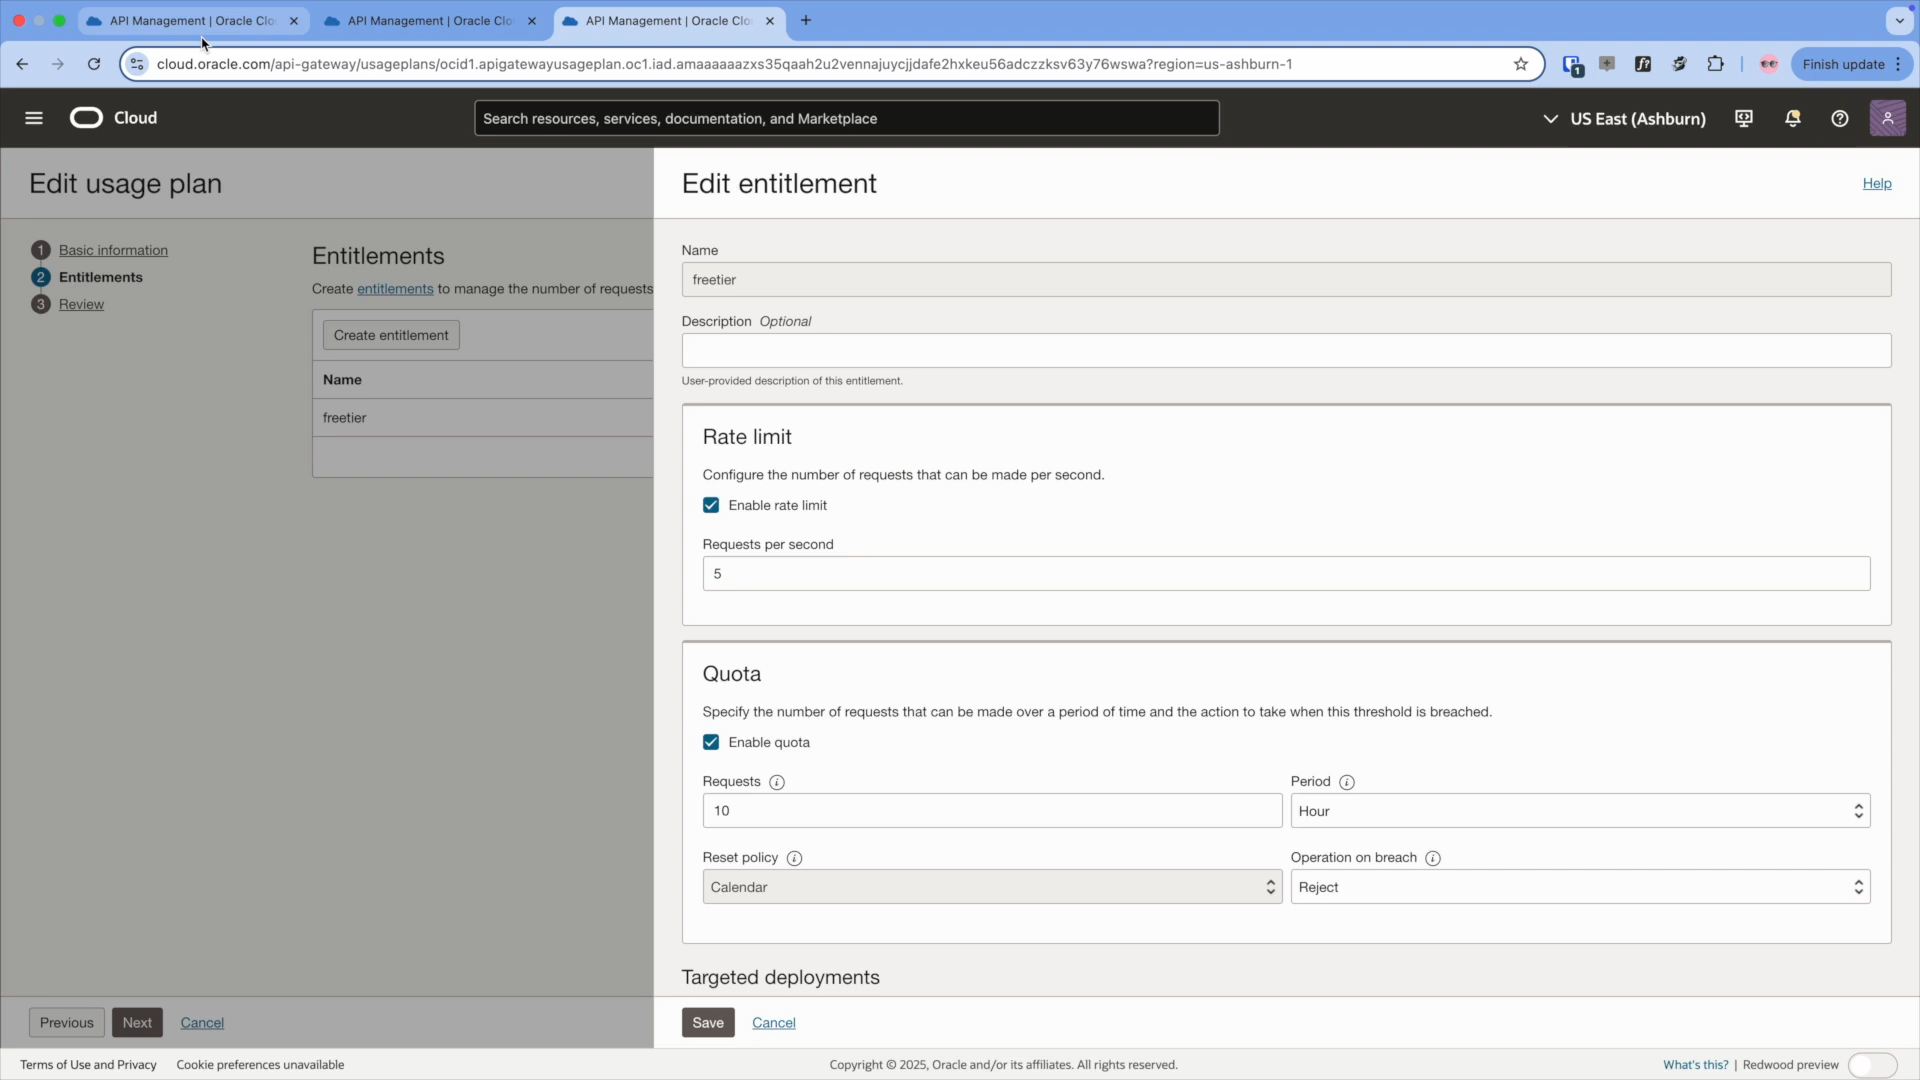 API Management | Oracle Clo
API Management | Oracle Clo
API Management | Oracle Clo
cloud.oracle.com/api-gateway/usageplans/ocid1.apigatewayusageplan.oc1.iad.amaaaaaazxs35qaah2u2vennajuycjjdafe2hxkeu56adczzksv63y76wswa?region=us-ashburn-1
1
Finish update
Cloud
Search resources, services, documentation, and Marketplace
US East (Ashburn)
Edit usage plan
1 Basic information
2 Entitlements
3 Review
Entitlements
Create entitlements to manage the number of requests
Create entitlement
Name
freetier
Previous
Next
Cancel
Edit entitlement
Help
Name
freetier
Description Optional
User-provided description of this entitlement.
Rate limit
Configure the number of requests that can be made per second.
Enable rate limit
Requests per second
5
Quota
Specify the number of requests that can be made over a period of time and the action to take when this threshold is breached.
Enable quota
Requests
Period
10
Hour
Reset policy
Operation on breach
Calendar
Reject
Targeted deployments
Save
Cancel
Terms of Use and Privacy
Cookie preferences unavailable
Copyright © 2025, Oracle and/or its affiliates. All rights reserved.
What's this? | Redwood preview